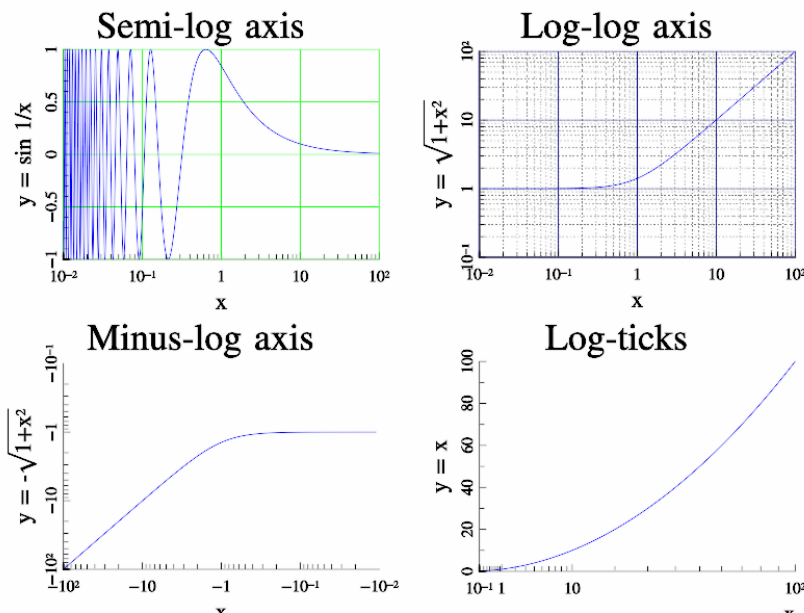 Semi-log axis
1
0.5
0
−0.5
−1
y = sin 1/x
10⁻² 10⁻¹ 1 10 10²
x
Log-log axis
10²
10
1
10⁻¹
y = √1+x²
10⁻² 10⁻¹ 1 10 10²
x
Minus-log axis
−10⁻¹
−1
−10
−10²
y = -√1+x²
−10² −10 −1 −10⁻¹ −10⁻²
x
Log-ticks
100
80
60
40
20
0
y = x
10⁻¹ 1 10 10²
x